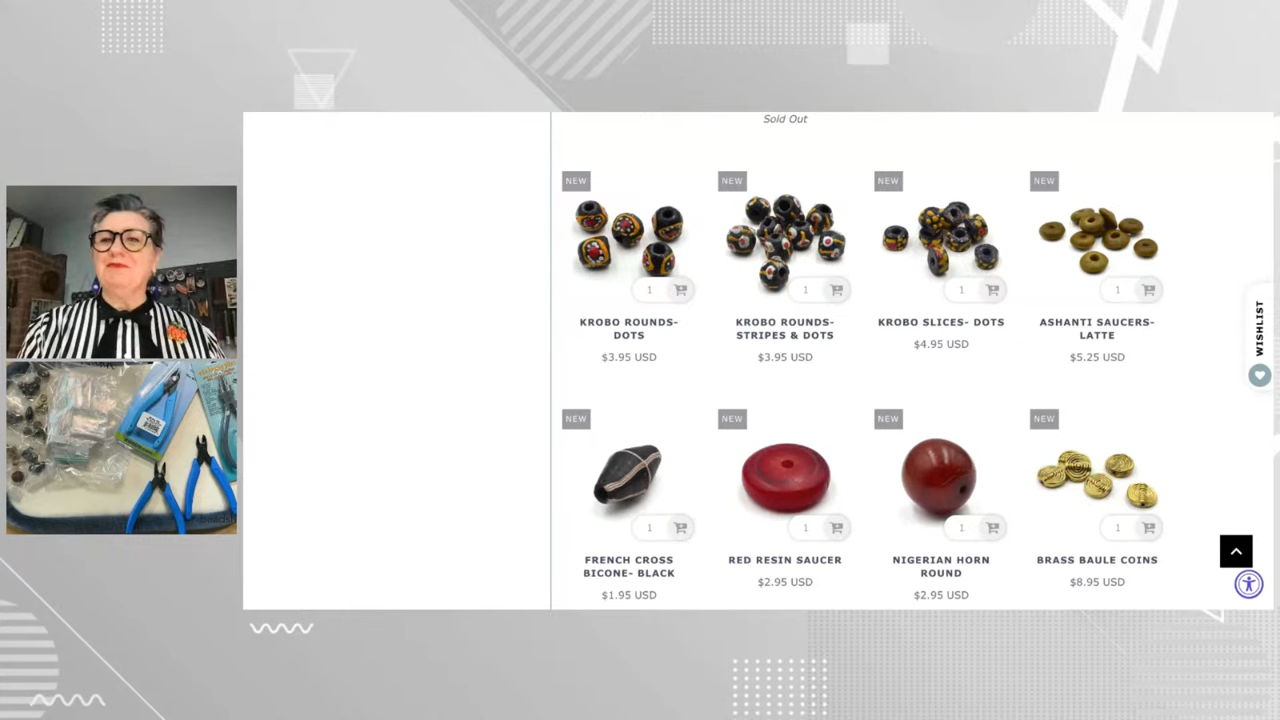 Sold Out
NEW
NEW
NEW
NEW
1
1
1
1
KROBO ROUNDS-
DOTS
$3.95 USD
KROBO ROUNDS-
STRIPES & DOTS
$3.95 USD
KROBO SLICES- DOTS
$4.95 USD
ASHANTI SAUCERS-
LATTE
$5.25 USD
WISHLIST
NEW
NEW
NEW
NEW
1
1
1
1
FRENCH CROSS
BICONE- BLACK
$1.95 USD
RED RESIN SAUCER
$2.95 USD
NIGERIAN HORN
ROUND
$2.95 USD
BRASS BAULE COINS
$8.95 USD